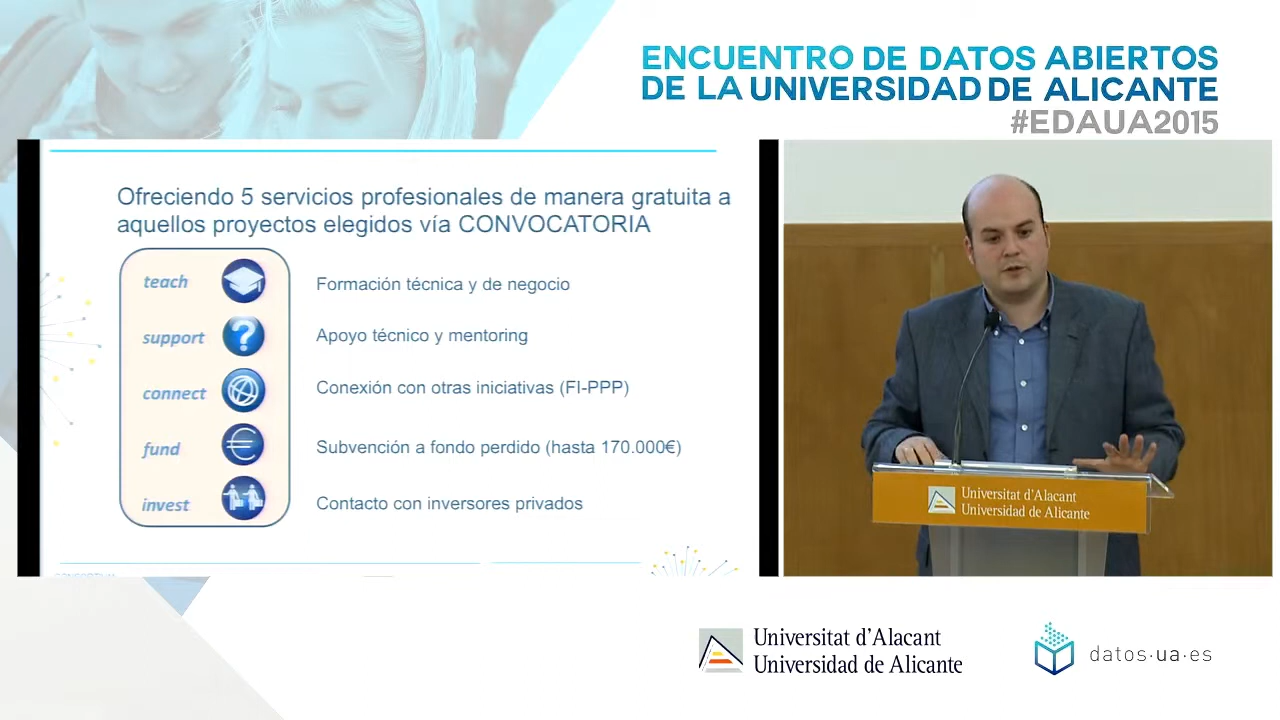 ENCUENTRO DE DATOS ABIERTOS
DE LA UNIVERSIDAD DE ALICANTE
#EDAUA2015
Ofreciendo 5 servicios profesionales de manera gratuita a
aquellos proyectos elegidos vía CONVOCATORIA
teach
Formación técnica y de negocio
support
Apoyo técnico y mentoring
connect
Conexión con otras iniciativas (FI-PPP)
fund
Subvención a fondo perdido (hasta 170.000€)
invest
Contacto con inversores privados
Universitat d'Alacant
Universidad de Alicante
Universitat d'Alacant
Universidad de Alicante
datos·ua·es